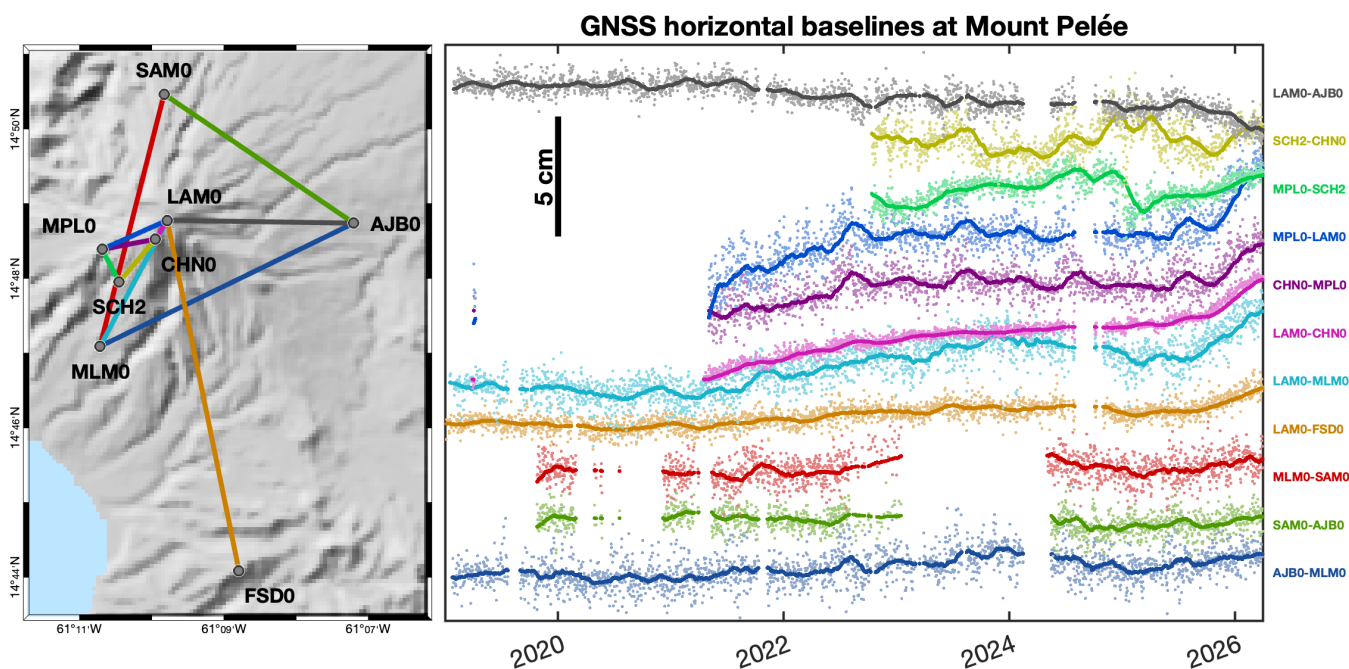 GNSS horizontal baselines at Mount Pelée
SAM0
LAM0
MPL0
AJB0
CHN0
SCH2
MLM0
FSD0
14°50'N
14°48'N
14°46'N
14°44'N
61°11'W
61°09'W
61°07'W
5 cm
LAM0-AJB0
SCH2-CHN0
MPL0-SCH2
MPL0-LAM0
CHN0-MPL0
LAM0-CHN0
LAM0-MLM0
LAM0-FSD0
MLM0-SAM0
SAM0-AJB0
AJB0-MLM0
2020
2022
2024
2026